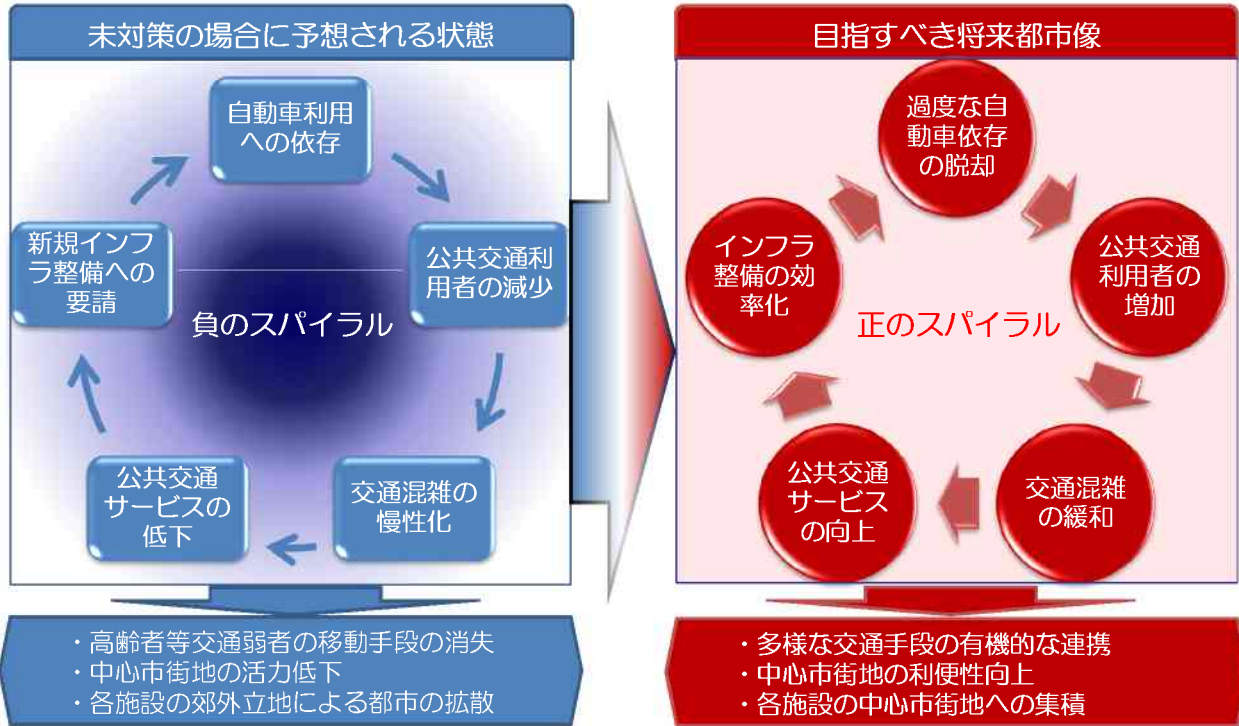 未対策の場合に予想される状態
自動車利用
への依存
公共交通利
用者の減少
交通混雑の
慢性化
公共交通
サービスの
低下
新規インフ
ラ整備への
要請
負のスパイラル
・高齢者等交通弱者の移動手段の消失
・中心市街地の活力低下
・各施設の郊外立地による都市の拡散
目指すべき将来都市像
過度な自
動車依存
の脱却
公共交通
利用者の
増加
交通混雑
の緩和
公共交通
サービス
の向上
インフラ
整備の効
率化
正のスパイラル
・多様な交通手段の有機的な連携
・中心市街地の利便性向上
・各施設の中心市街地への集積